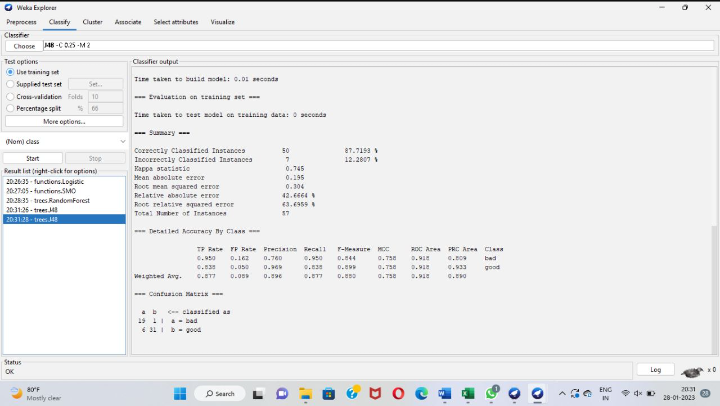 Weka Explorer
Preprocess Classify Cluster Associate Select attributes Visualize
Classifier
Choose J48 -C 0.25 -M 2
Test options
Use training set
Supplied test set Set...
Cross-validation Folds 10
Percentage split % 66
More options...
(Nom) class
Start Stop
Result list (right-click for options)
20:26:35 - functions.Logistic
20:27:05 - functions.SMO
20:28:35 - trees.RandomForest
20:31:26 - trees.J48
20:31:28 - trees.J48
Classifier output
Time taken to build model: 0.01 seconds
=== Evaluation on training set ===
Time taken to test model on training data: 0 seconds
=== Summary ===
Correctly Classified Instances 50 87.7193 %
Incorrectly Classified Instances 7 12.2807 %
Kappa statistic 0.745
Mean absolute error 0.195
Root mean squared error 0.304
Relative absolute error 42.6664 %
Root relative squared error 63.6959 %
Total Number of Instances 57
=== Detailed Accuracy By Class ===
TP Rate FP Rate Precision Recall F-Measure MCC ROC Area PRC Area Class
0.950 0.162 0.760 0.950 0.844 0.758 0.918 0.809 bad
0.838 0.050 0.969 0.838 0.899 0.758 0.918 0.933 good
Weighted Avg. 0.877 0.089 0.896 0.877 0.880 0.758 0.918 0.890
=== Confusion Matrix ===
a b <-- classified as
19 1 | a = bad
6 31 | b = good
Status
OK
Log x 0
80°F
Mostly clear
Search
1
ENG
IN
20:31
28-01-2023